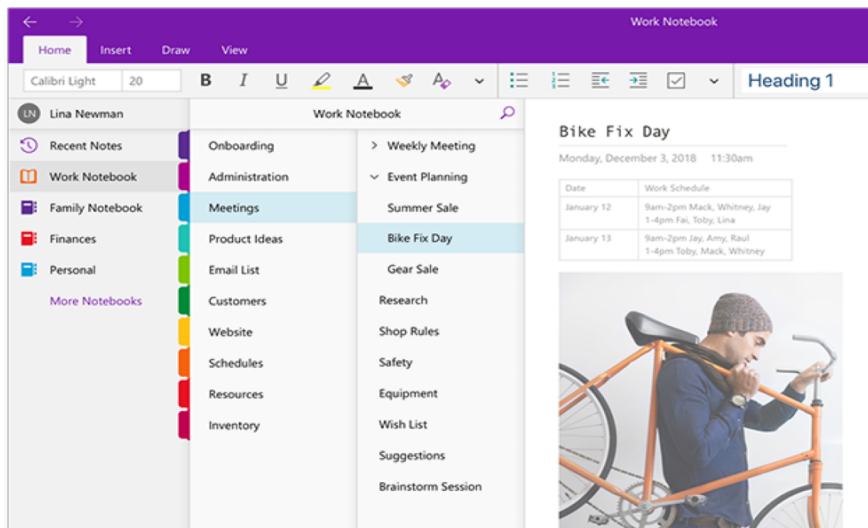 Work Notebook
Home Insert Draw View
Calibri Light 20 B I U A A Heading 1
LN Lina Newman
Recent Notes
Work Notebook
Family Notebook
Finances
Personal
More Notebooks
Work Notebook
Onboarding
Administration
Meetings
Product Ideas
Email List
Customers
Website
Schedules
Resources
Inventory
Weekly Meeting
Event Planning
Summer Sale
Bike Fix Day
Gear Sale
Research
Shop Rules
Safety
Equipment
Wish List
Suggestions
Brainstorm Session
Bike Fix Day
Monday, December 3, 2018 11:30am
Date Work Schedule
January 12 9am-2pm Mack, Whitney, Jay
1-4pm Fai, Toby, Lina
January 13 9am-2pm Jay, Amy, Raul
1-4pm Toby, Mack, Whitney